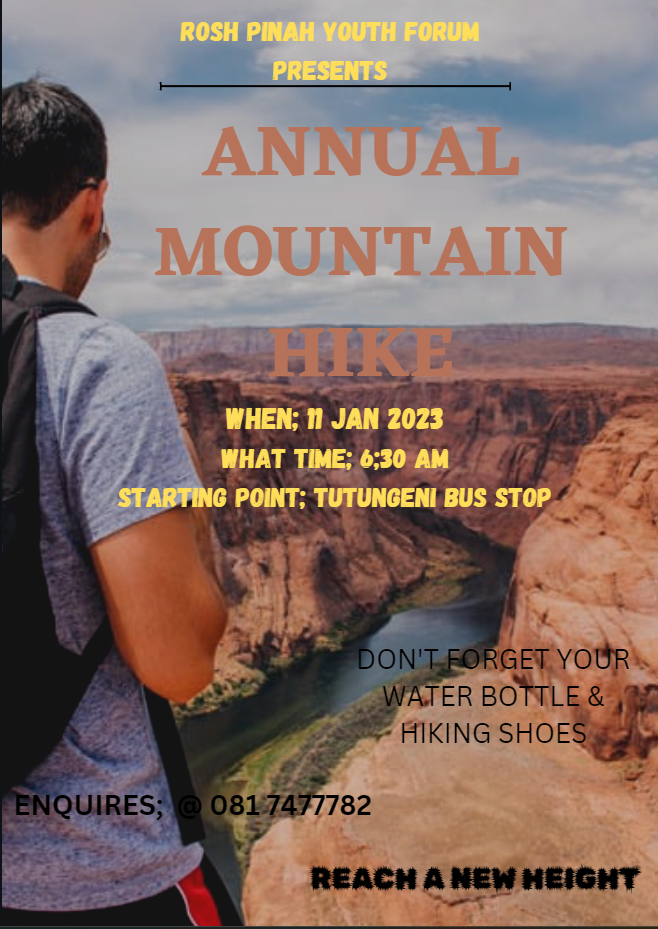 ROSH PINAH YOUTH FORUM
PRESENTS
ANNUAL
MOUNTAIN
HIKE
WHEN; 11 JAN 2023
WHAT TIME; 6;30 AM
STARTING POINT; TUTUNGENI BUS STOP
DON'T FORGET YOUR
WATER BOTTLE &
HIKING SHOES
ENQUIRES; @ 081 7477782
REACH A NEW HEIGHT